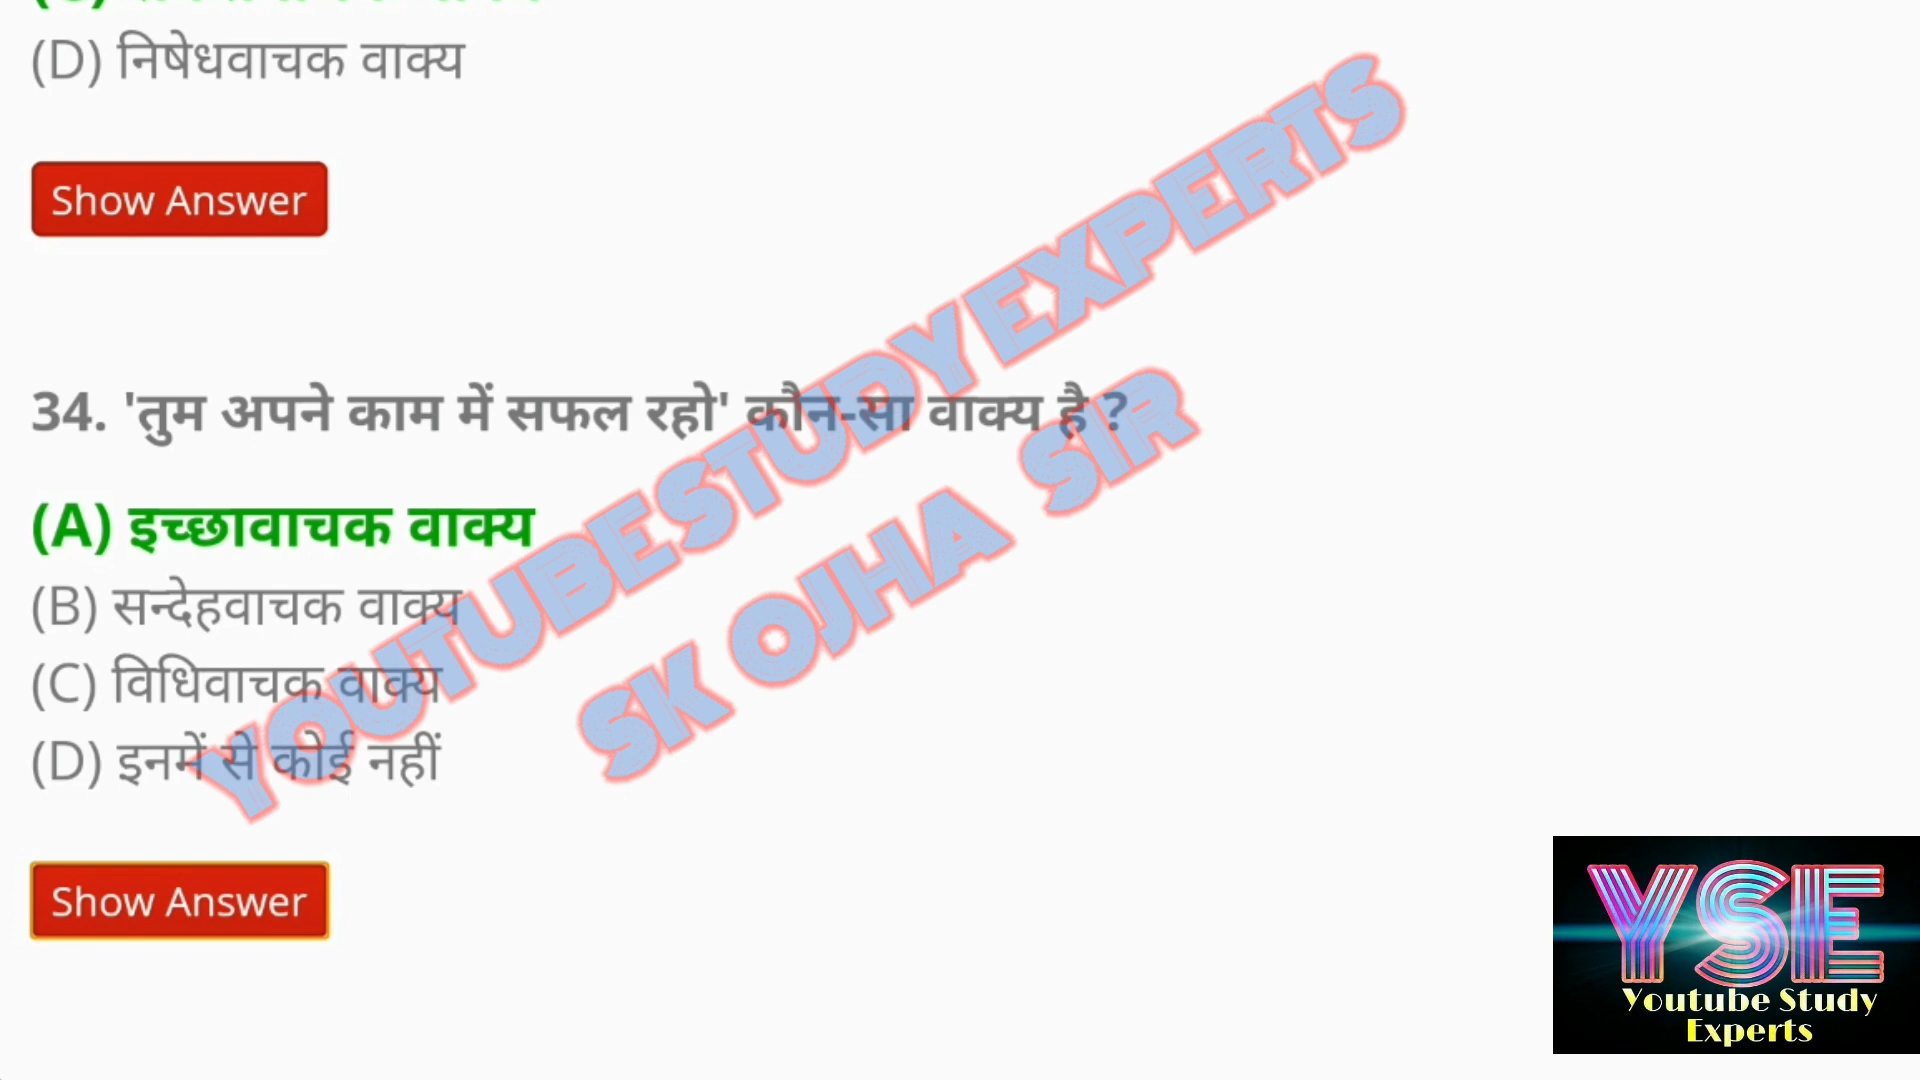 (D) निषेधवाचक वाक्य
Show Answer
34. 'तुम अपने काम में सफल रहो' कौन-सा वाक्य है ?
(A) इच्छावाचक वाक्य
(B) सन्देहवाचक वाक्य
(C) विधिवाचक वाक्य
(D) इनमें से कोई नहीं
Show Answer
YOUTUBESTUDYEXPERTS
SK OJHA SIR
YSE
Youtube Study
Experts